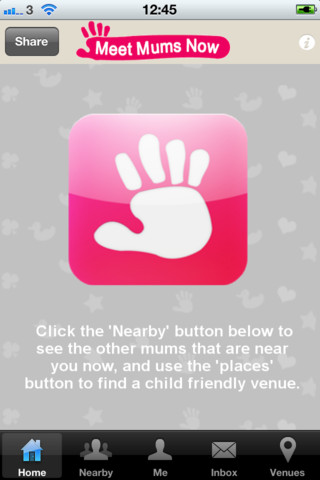 3 12:45
Share Meet Mums Now i
Click the 'Nearby' button below to
see the other mums that are near
you now, and use the 'places'
button to find a child friendly venue.
Home Nearby Me Inbox Venues